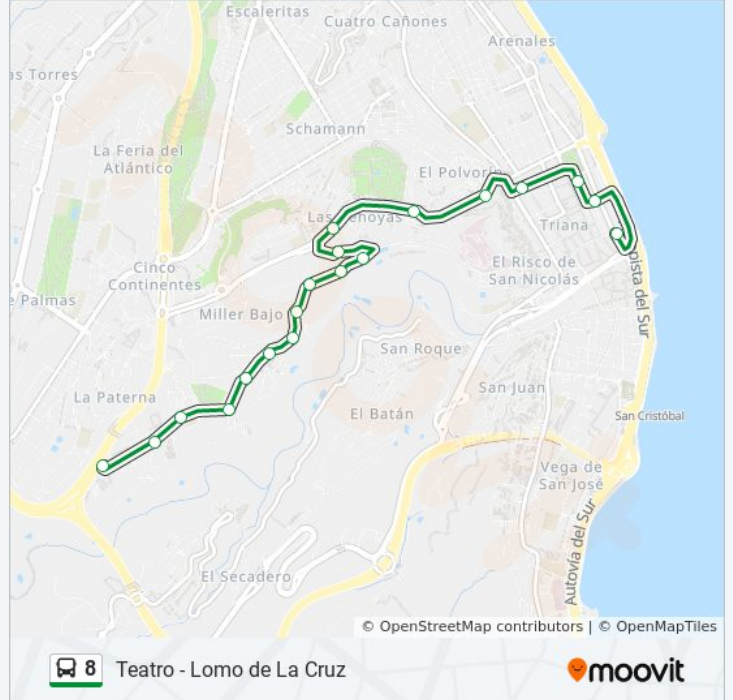 Escaleritas
Cuatro Cañones
Arenales
as Torres
Schamann
La Feria del
Atlántico
El Polvorín
Las Rehoyas
Triana
El Risco de
San Nicolás
Cinco
Continentes
e Palmas
Miller Bajo
pista del Sur
San Roque
La Paterna
San Juan
El Batán
San Cristóbal
Vega de
San José
Autovía del Sur
El Secadero
© OpenStreetMap contributors | © OpenMapTiles
8 Teatro - Lomo de La Cruz
moovit